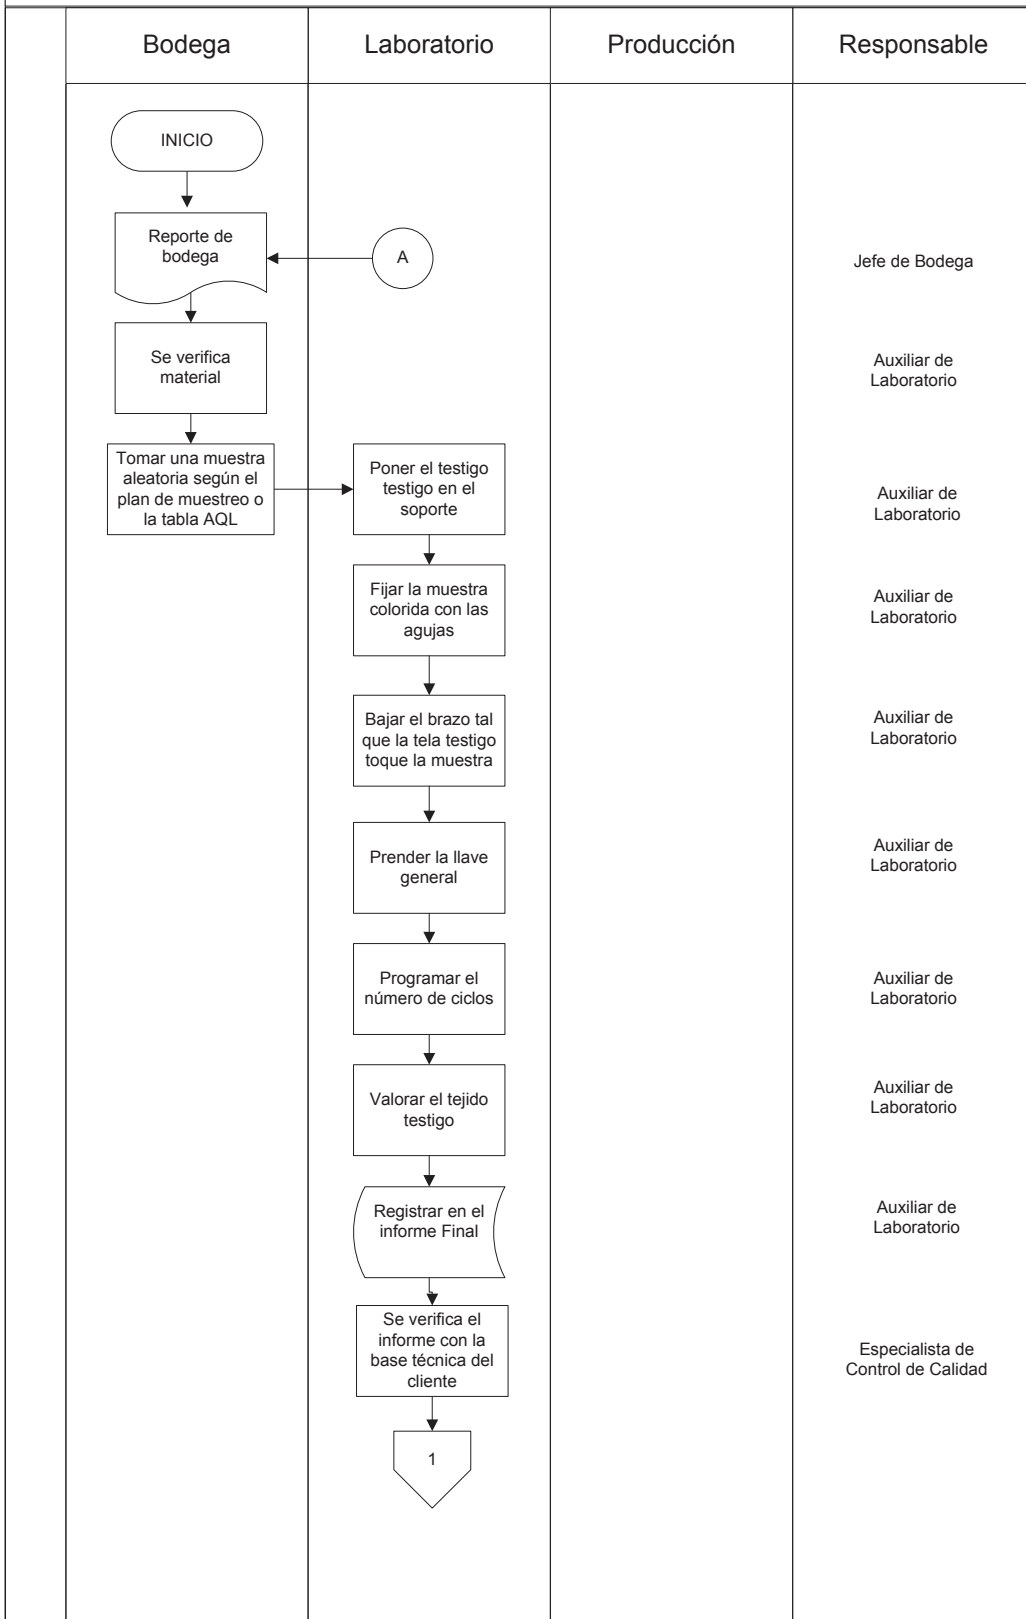 Bodega
Laboratorio
Producción
Responsable
INICIO
Reporte de
bodega
A
Jefe de Bodega
Se verifica
material
Auxiliar de
Laboratorio
Tomar una muestra
aleatoria según el
plan de muestreo o
la tabla AQL
Poner el testigo
testigo en el
soporte
Auxiliar de
Laboratorio
Fijar la muestra
colorida con las
agujas
Auxiliar de
Laboratorio
Bajar el brazo tal
que la tela testigo
toque la muestra
Auxiliar de
Laboratorio
Prender la llave
general
Auxiliar de
Laboratorio
Programar el
número de ciclos
Auxiliar de
Laboratorio
Valorar el tejido
testigo
Auxiliar de
Laboratorio
Registrar en el
informe Final
Auxiliar de
Laboratorio
Se verifica el
informe con la
base técnica del
cliente
Especialista de
Control de Calidad
1